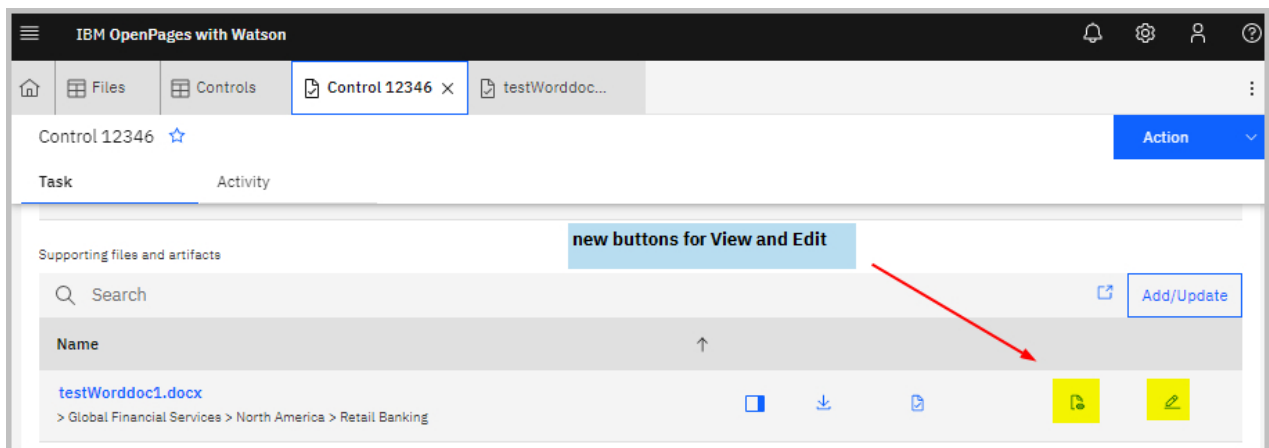 IBM OpenPages with Watson
Files Controls Control 12346 testWorddoc...
Control 12346 Action
Task Activity
new buttons for View and Edit
Supporting files and artifacts
Search Add/Update
Name
testWorddoc1.docx
> Global Financial Services > North America > Retail Banking